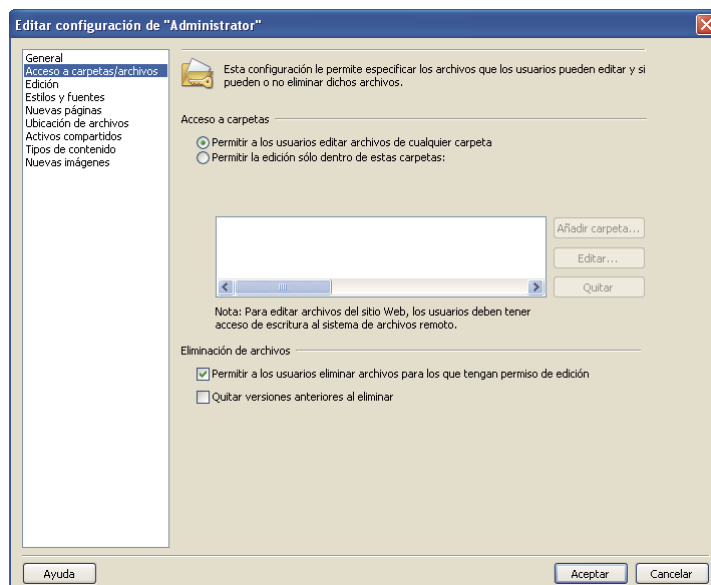 Editar configuración de "Administrator"
General
Acceso a carpetas/archivos
Edición
Estilos y fuentes
Nuevas páginas
Ubicación de archivos
Activos compartidos
Tipos de contenido
Nuevas imágenes
Esta configuración le permite especificar los archivos que los usuarios pueden editar y si
pueden o no eliminar dichos archivos.
Acceso a carpetas
Permitir a los usuarios editar archivos de cualquier carpeta
Permitir la edición sólo dentro de estas carpetas:
Añadir carpeta...
Editar...
Quitar
Nota: Para editar archivos del sitio Web, los usuarios deben tener
acceso de escritura al sistema de archivos remoto.
Eliminación de archivos
Permitir a los usuarios eliminar archivos para los que tengan permiso de edición
Quitar versiones anteriores al eliminar
Ayuda
Aceptar
Cancelar